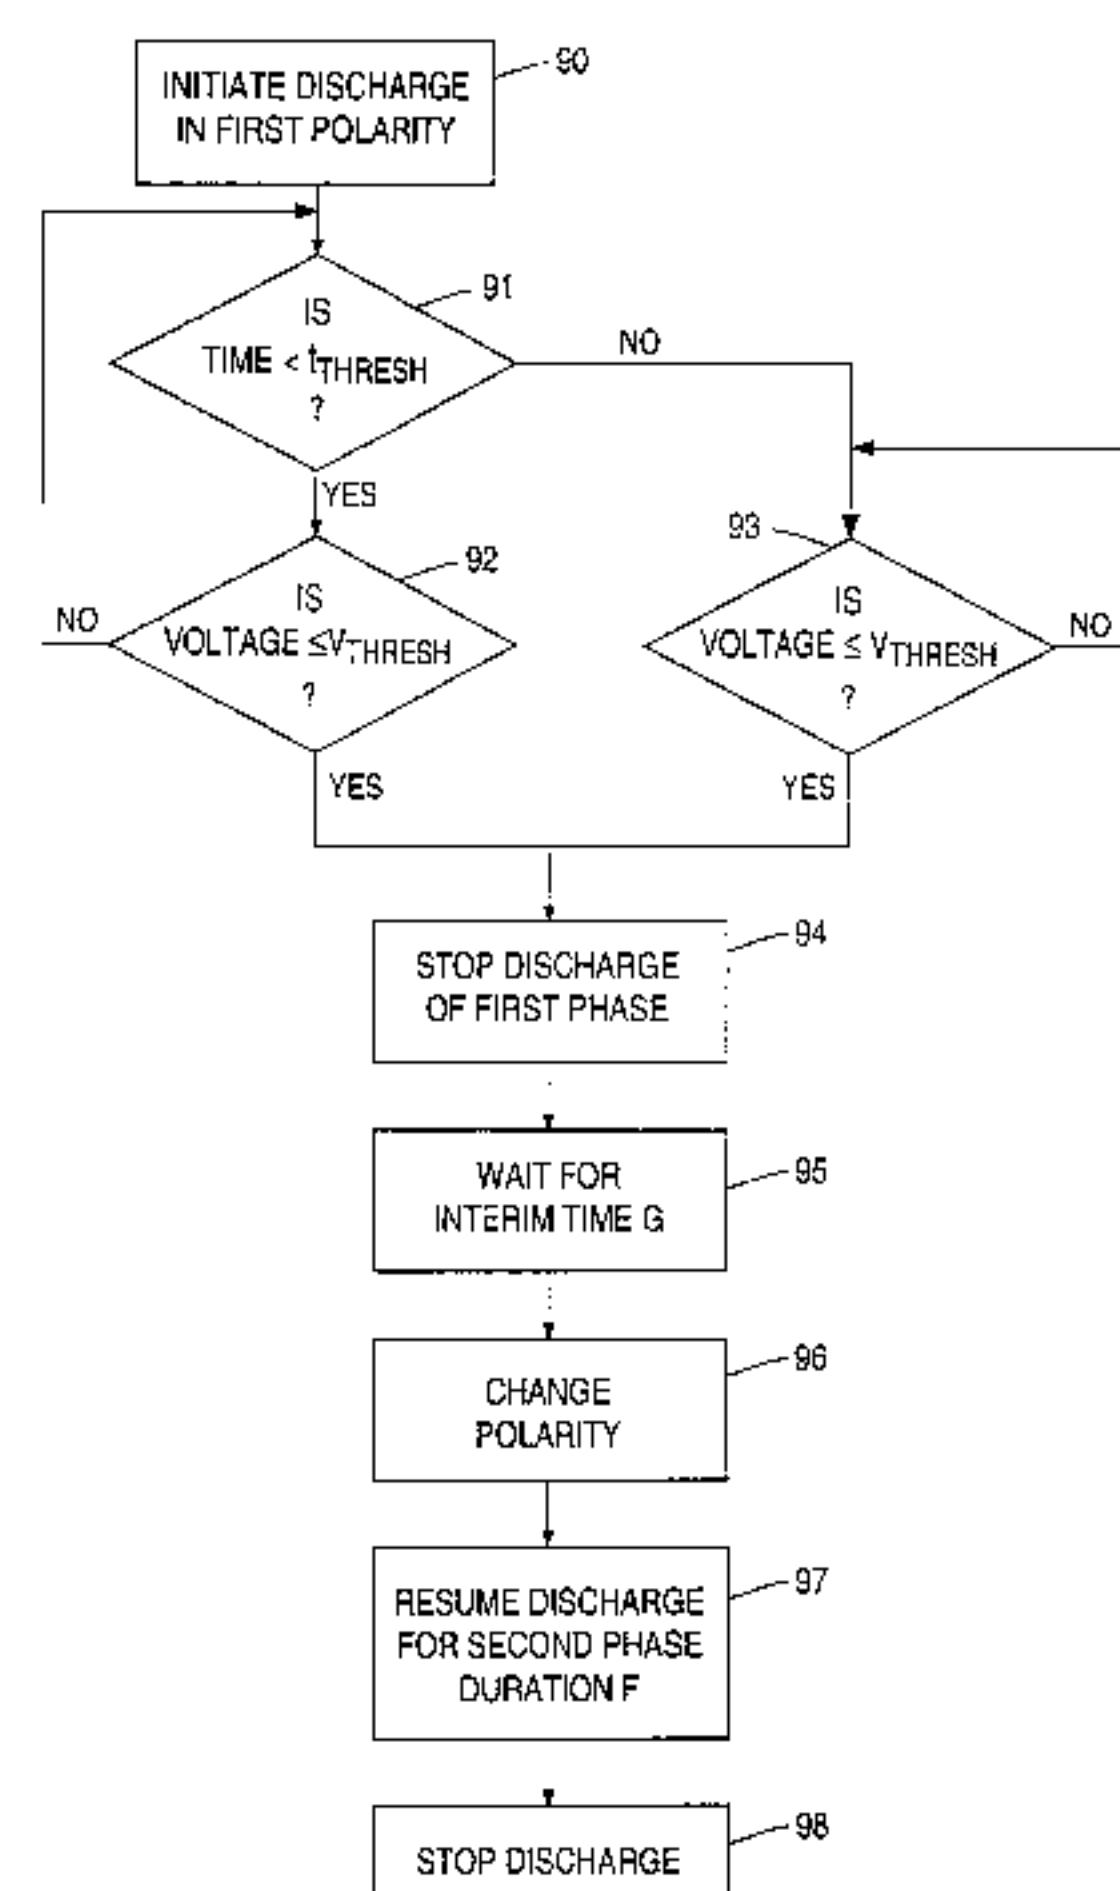 INITIATE DISCHARGE
IN FIRST POLARITY
90
IS
TIME < tTHRESH
?
91
NO
YES
IS
VOLTAGE ≤VTHRESH
?
92
NO
YES
93
IS
VOLTAGE ≤ VTHRESH
?
NO
YES
STOP DISCHARGE
OF FIRST PHASE
94
WAIT FOR
INTERIM TIME G
95
CHANGE
POLARITY
96
RESUME DISCHARGE
FOR SECOND PHASE
DURATION F
97
STOP DISCHARGE
98